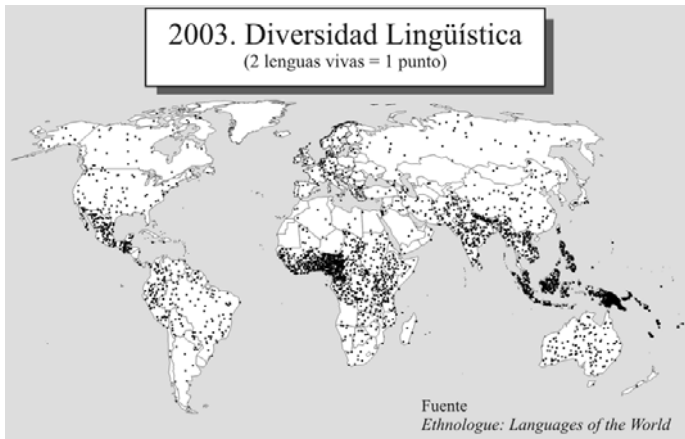 2003. Diversidad Lingüística
(2 lenguas vivas = 1 punto)
Fuente
Ethnologue: Languages of the World